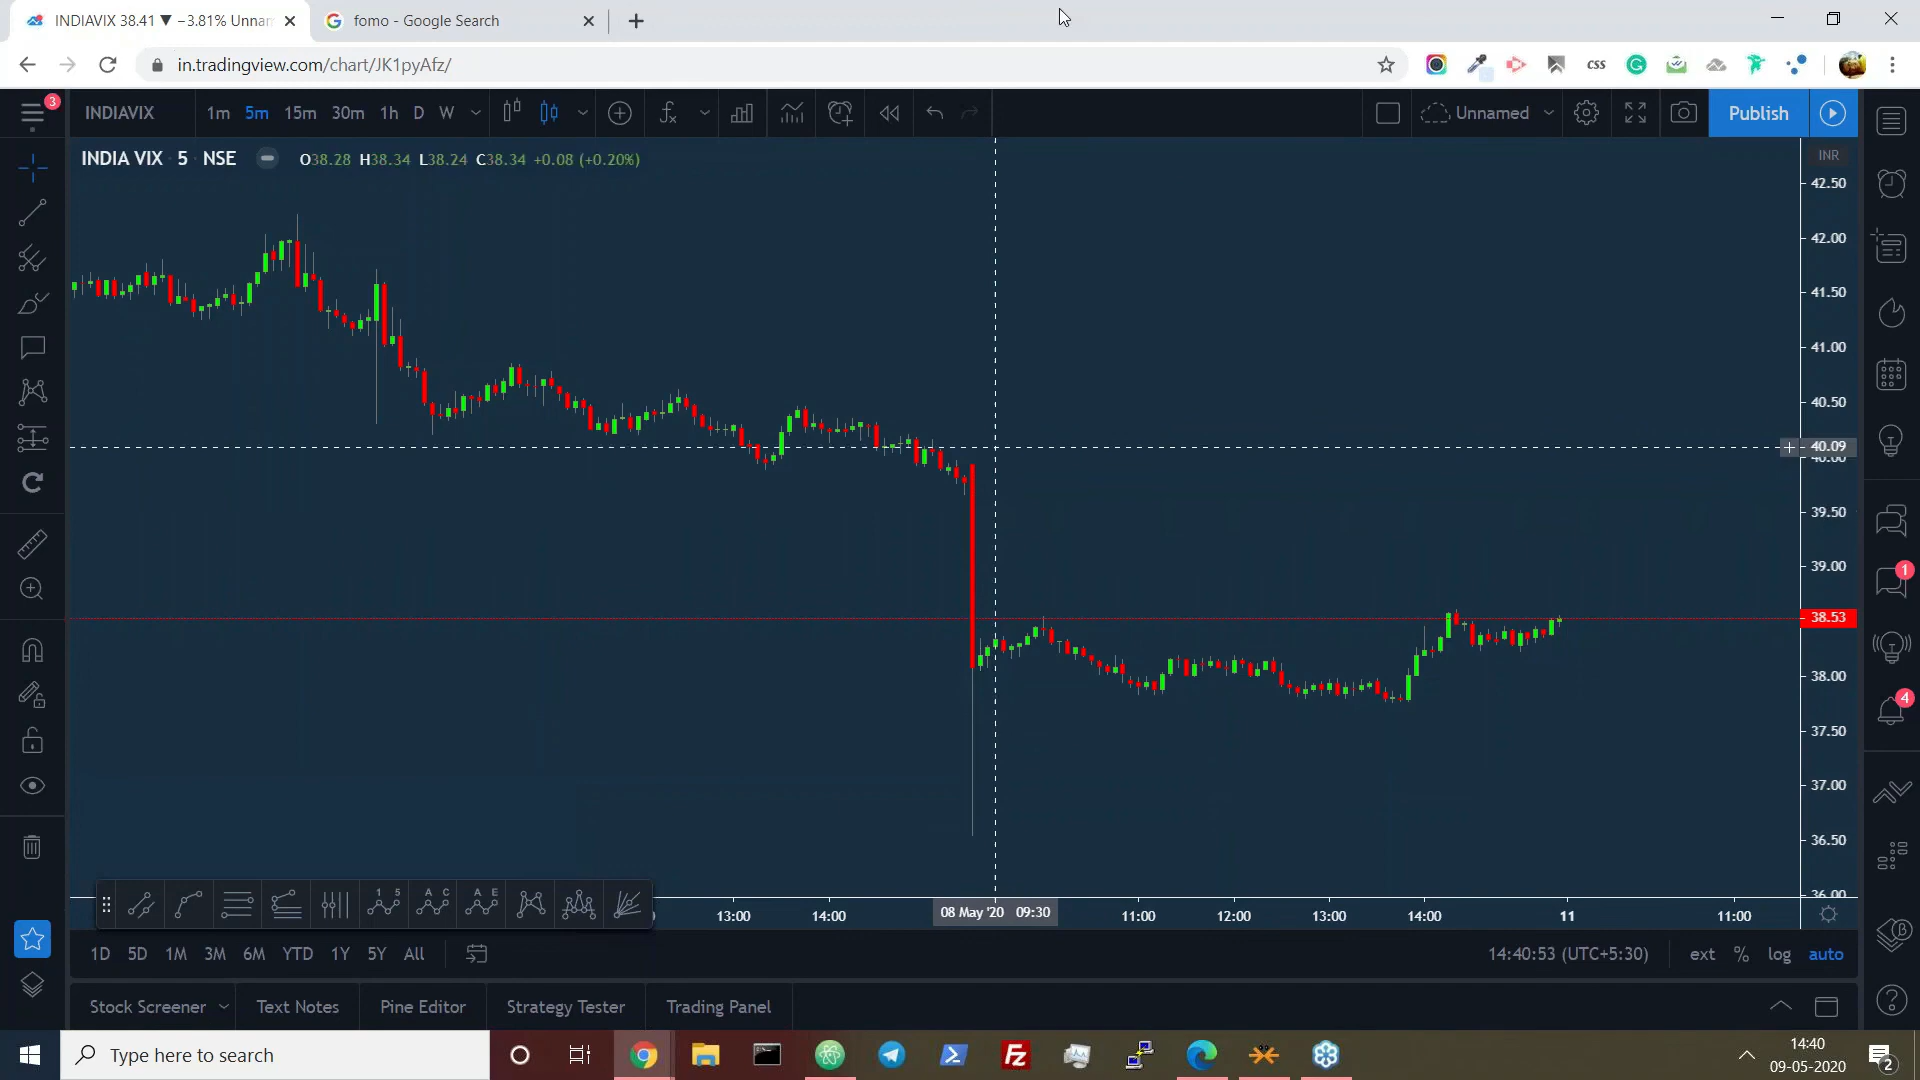 INDIAVIX 38.41 ▼ −3.81% Unnam
fomo - Google Search
in.tradingview.com/chart/JK1pyAfz/
css
3
INDIAVIX
1m 5m 15m 30m 1h D W
Unnamed
Publish
INDIA VIX 5 NSE
O38.28 H38.34 L38.24 C38.34 +0.08 (+0.20%)
INR
42.50
42.00
41.50
41.00
40.50
40.09
40.00
39.50
39.00
38.53
38.00
37.50
37.00
36.50
36.00
1
4
1 5
A C
A E
13:00 14:00 08 May '20 09:30 11:00 12:00 13:00 14:00 11 11:00
1D 5D 1M 3M 6M YTD 1Y 5Y All
14:40:53 (UTC+5:30) ext % log auto
Stock Screener Text Notes Pine Editor Strategy Tester Trading Panel
Type here to search
Fz
14:40
09-05-2020
2